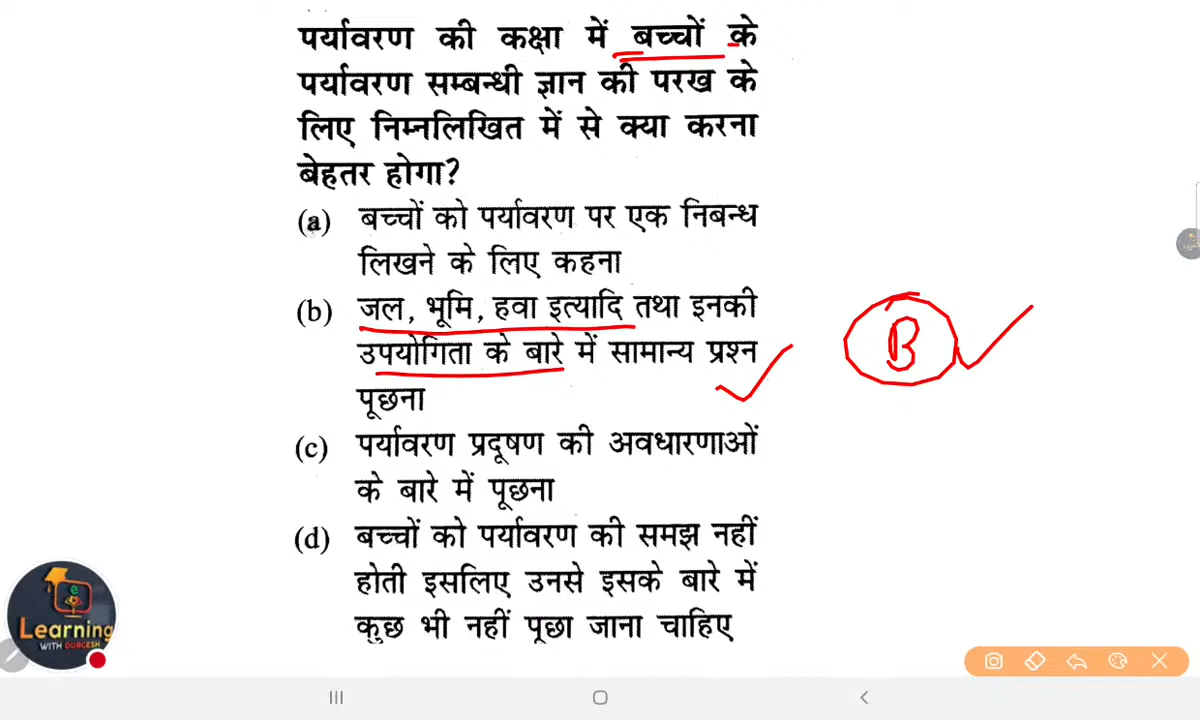 पर्यावरण की कक्षा में बच्चों के
पर्यावरण सम्बन्धी ज्ञान की परख के
लिए निम्नलिखित में से क्या करना
बेहतर होगा?
(a) बच्चों को पर्यावरण पर एक निबन्ध
लिखने के लिए कहना
(b) जल, भूमि, हवा इत्यादि तथा इनकी
उपयोगिता के बारे में सामान्य प्रश्न
पूछना
B
(c) पर्यावरण प्रदूषण की अवधारणाओं
के बारे में पूछना
(d) बच्चों को पर्यावरण की समझ नहीं
होती इसलिए उनसे इसके बारे में
कुछ भी नहीं पूछा जाना चाहिए
e
Learning
WITH DURGESH